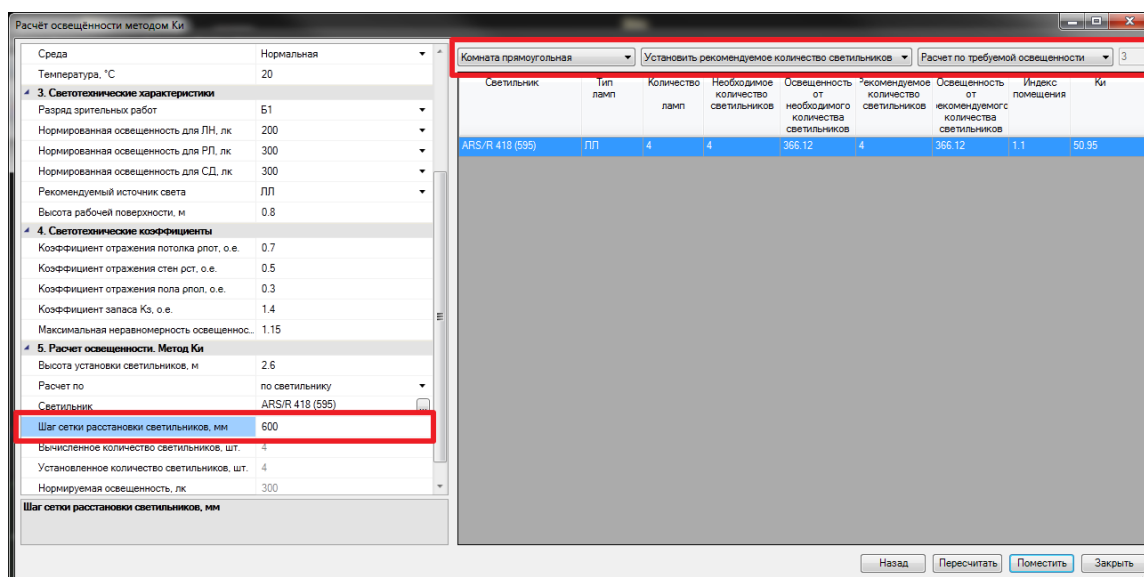 Расчёт освещённости методом Ки
Среда Нормальная
Температура, °C 20
3. Светотехнические характеристики
Разряд зрительных работ Б1
Нормированная освещенность для ЛН, лк 200
Нормированная освещенность для РЛ, лк 300
Нормированная освещенность для СД, лк 300
Рекомендуемый источник света ЛЛ
Высота рабочей поверхности, м 0.8
4. Светотехнические коэффициенты
Коэффициент отражения потолка ρпот, о.е. 0.7
Коэффициент отражения стен ρст, о.е. 0.5
Коэффициент отражения пола ρпол, о.е. 0.3
Коэффициент запаса Кз, о.е. 1.4
Максимальная неравномерность освещеннос... 1.15
5. Расчет освещенности. Метод Ки
Высота установки светильников, м 2.6
Расчет по по светильнику
Светильник ARS/R 418 (595) ...
Шаг сетки расстановки светильников, мм 600
Вычисленное количество светильников, шт. 4
Установленное количество светильников, шт. 4
Нормируемая освещенность, лк 300
Шаг сетки расстановки светильников, мм
Комната прямоугольная Установить рекомендуемое количество светильников Расчет по требуемой освещенности 3
Светильник Тип Количество Необходимое Освещенность Рекомендуемое Освещенность Индекс Ки
ламп количество от количество от помещения
ламп светильников необходимого светильников рекомендуемого
количества количества
светильников светильников
ARS/R 418 (595) ЛЛ 4 4 366.12 4 366.12 1.1 50.95
Назад Пересчитать Поместить Закрыть